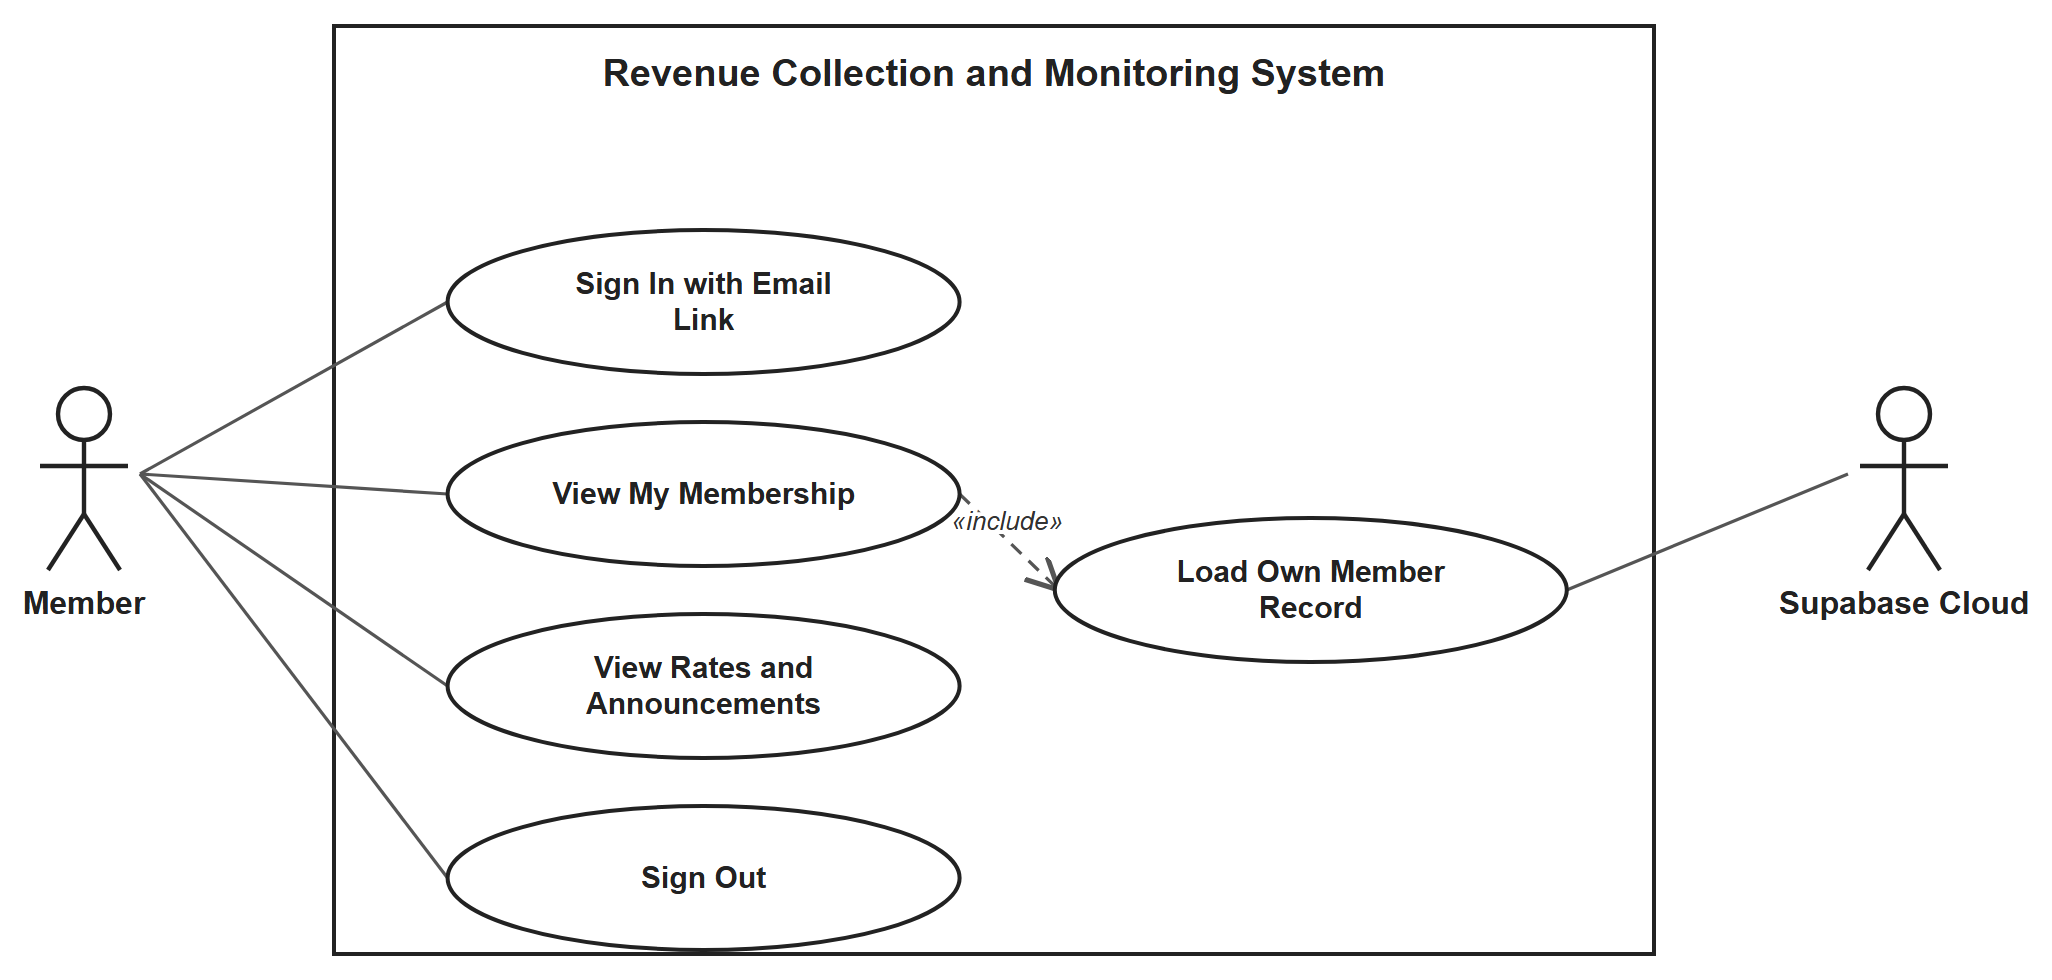 Revenue Collection and Monitoring System
Sign In with Email
Link
View My Membership
«include»
Load Own Member
Record
Member
Supabase Cloud
View Rates and
Announcements
Sign Out